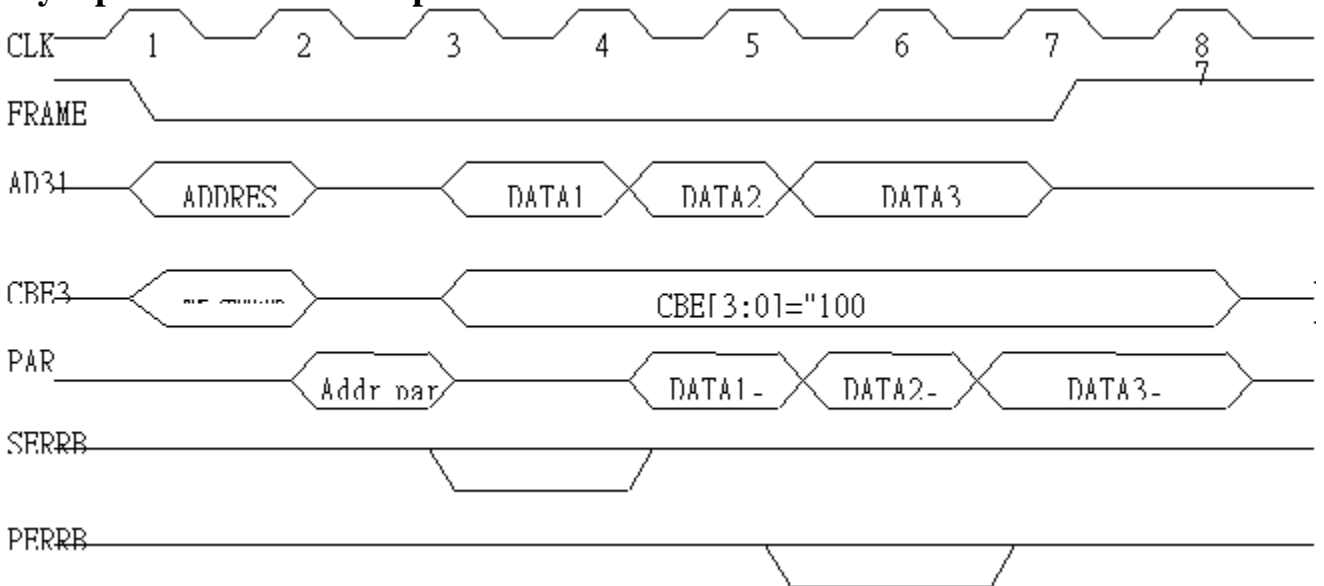 CLK 1 2 3 4 5 6 7 8
7
FRAME
AD31 ADDRES DATA1 DATA2 DATA3
CBE3 CBE[3:0]="100
PAR Addr par DATA1- DATA2- DATA3-
SERRB
PERRB